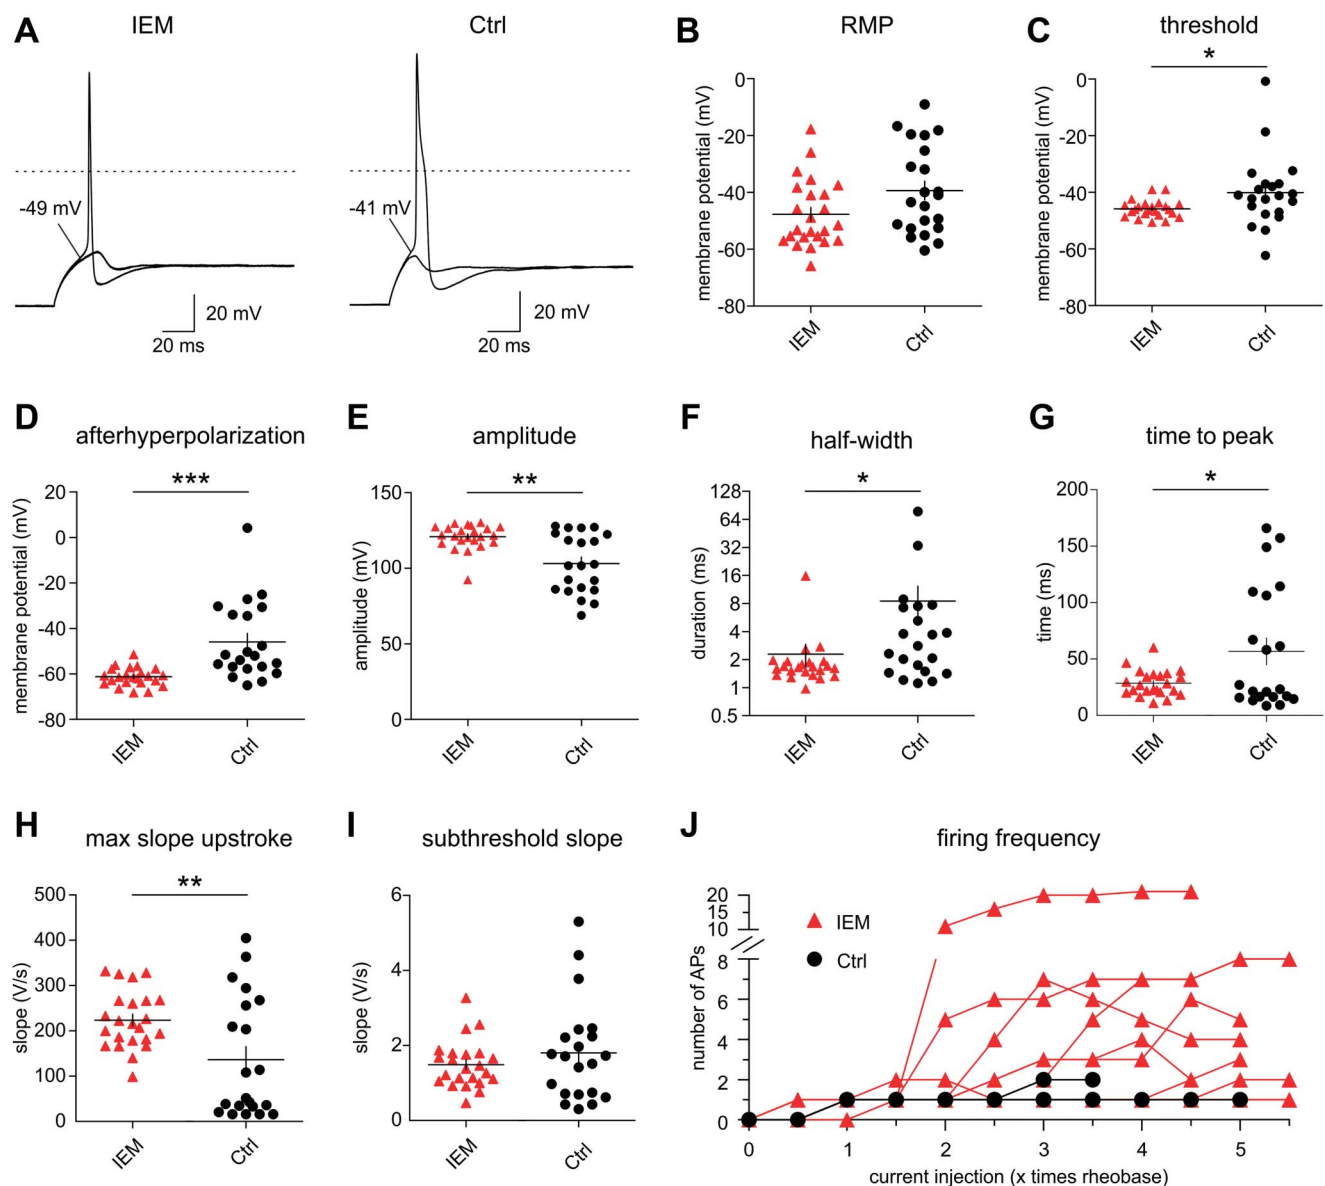 A
IEM
Ctrl
-49 mV
-41 mV
20 mV
20 ms
20 mV
20 ms
B
RMP
membrane potential (mV)
0
-20
-40
-60
-80
IEM
Ctrl
C
threshold
*
membrane potential (mV)
0
-20
-40
-60
-80
IEM
Ctrl
D
afterhyperpolarization
***
membrane potential (mV)
20
0
-20
-40
-60
-80
IEM
Ctrl
E
amplitude
**
amplitude (mV)
150
100
50
0
IEM
Ctrl
F
half-width
*
duration (ms)
128
64
32
16
8
4
2
1
0.5
IEM
Ctrl
G
time to peak
*
time (ms)
200
150
100
50
0
IEM
Ctrl
H
max slope upstroke
**
slope (V/s)
500
400
300
200
100
0
IEM
Ctrl
I
subthreshold slope
slope (V/s)
6
4
2
0
IEM
Ctrl
J
firing frequency
number of APs
20
15
10
8
6
4
2
0
IEM
Ctrl
0 1 2 3 4 5
current injection (x times rheobase)